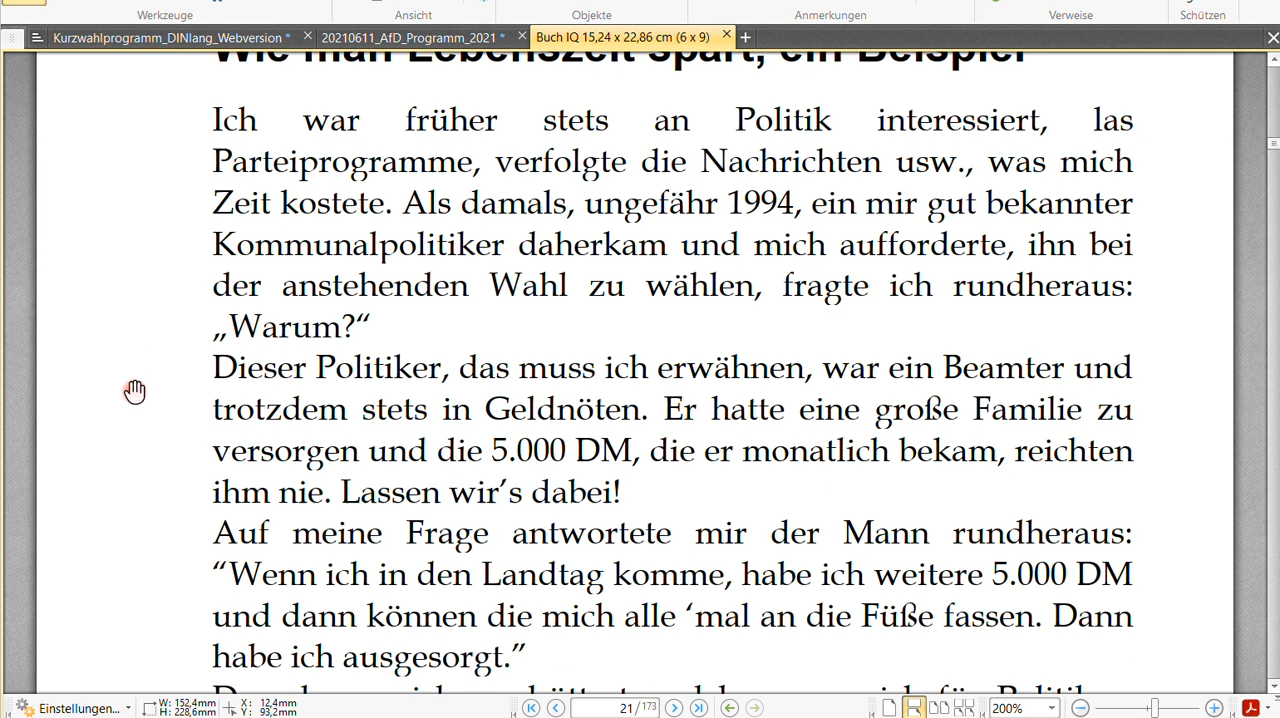 Werkzeuge Ansicht Objekte Anmerkungen Verweise Schützen
Kurzwahlprogramm_DINlang_Webversion * 20210611_AfD_Programm_2021 * Buch IQ 15,24 x 22,86 cm (6 x 9)
Wie man Lebenszeit spart, ein Beispiel
Ich war früher stets an Politik interessiert, las
Parteiprogramme, verfolgte die Nachrichten usw., was mich
Zeit kostete. Als damals, ungefähr 1994, ein mir gut bekannter
Kommunalpolitiker daherkam und mich aufforderte, ihn bei
der anstehenden Wahl zu wählen, fragte ich rundheraus:
„Warum?“
Dieser Politiker, das muss ich erwähnen, war ein Beamter und
trotzdem stets in Geldnöten. Er hatte eine große Familie zu
versorgen und die 5.000 DM, die er monatlich bekam, reichten
ihm nie. Lassen wir’s dabei!
Auf meine Frage antwortete mir der Mann rundheraus:
“Wenn ich in den Landtag komme, habe ich weitere 5.000 DM
und dann können die mich alle ‘mal an die Füße fassen. Dann
habe ich ausgesorgt.”
Einstellungen... W: 152,4mm H: 228,6mm X: 12,4mm Y: 93,2mm 21 / 173 200%